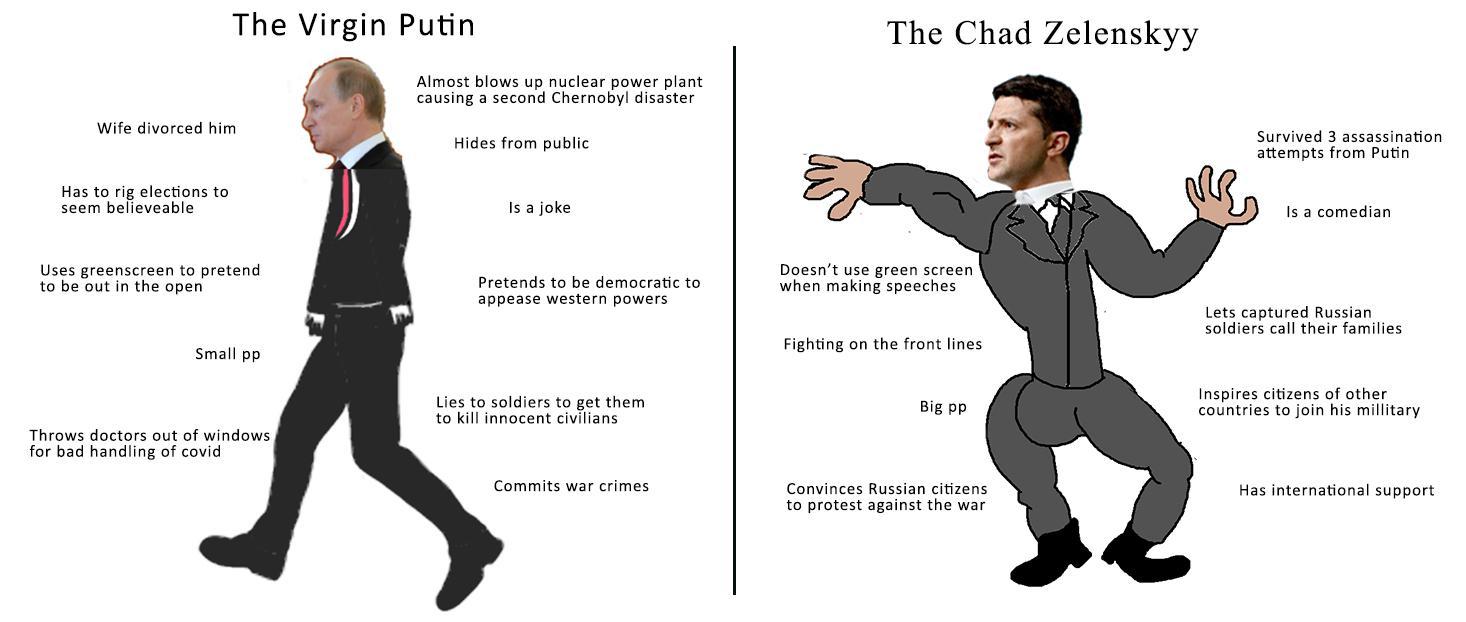 The Virgin Putin
Almost blows up nuclear power plant
causing a second Chernobyl disaster
Wife divorced him
Hides from public
Has to rig elections to
seem believeable
Is a joke
Uses greenscreen to pretend
to be out in the open
Pretends to be democratic to
appease western powers
Small pp
Lies to soldiers to get them
to kill innocent civilians
Throws doctors out of windows
for bad handling of covid
Commits war crimes
The Chad Zelenskyy
Survived 3 assassination
attempts from Putin
Is a comedian
Doesn't use green screen
when making speeches
Lets captured Russian
soldiers call their families
Fighting on the front lines
Inspires citizens of other
countries to join his millitary
Big pp
Convinces Russian citizens
to protest against the war
Has international support